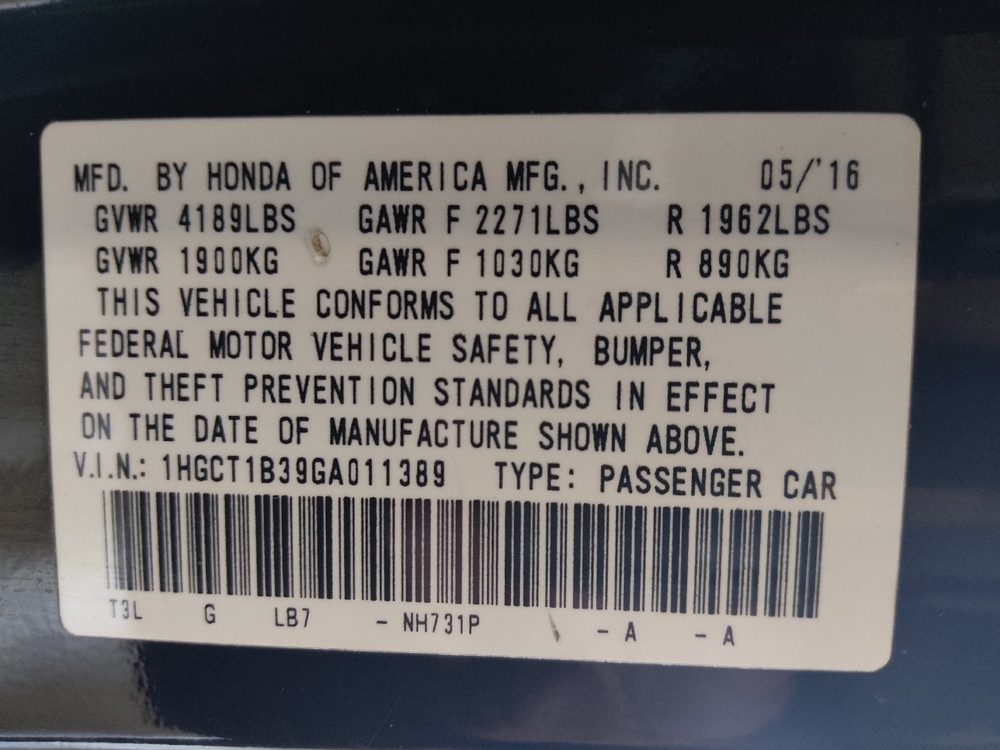 MFD. BY HONDA OF AMERICA MFG., INC. 05/'16
GVWR 4189LBS GAWR F 2271LBS R 1962LBS
GVWR 1900KG GAWR F 1030KG R 890KG
THIS VEHICLE CONFORMS TO ALL APPLICABLE
FEDERAL MOTOR VEHICLE SAFETY, BUMPER,
AND THEFT PREVENTION STANDARDS IN EFFECT
ON THE DATE OF MANUFACTURE SHOWN ABOVE.
V.I.N.: 1HGCT1B39GA011389 TYPE: PASSENGER CAR
T3L G LB7 - NH731P - A - A